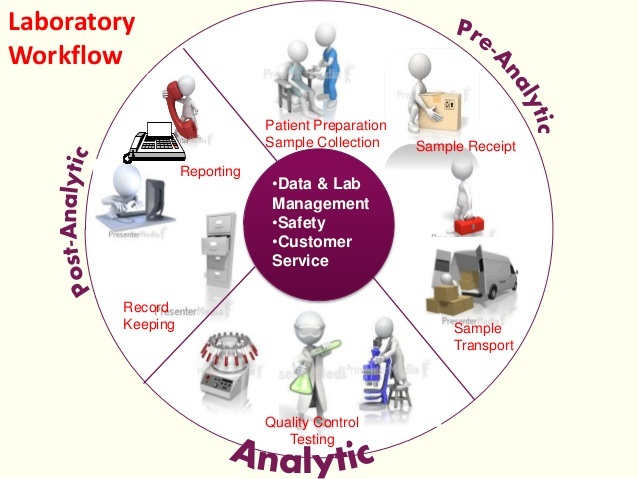 Laboratory
Workflow
Pre-Analytic
Patient Preparation
Sample Collection
Sample Receipt
Reporting
•Data & Lab
Management
•Safety
•Customer
Service
Post-Analytic
PresenterMedia
Record
Keeping
Sample
Transport
Quality Control
Testing
Analytic